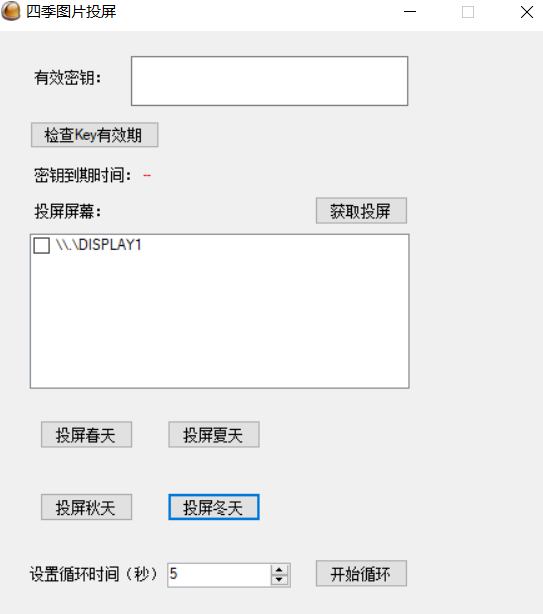 四季图片投屏
有效密钥：
检查Key有效期
密钥到期时间：--
投屏屏幕： 获取投屏
\\.\DISPLAY1
投屏春天 投屏夏天
投屏秋天 投屏冬天
设置循环时间（秒） 5 开始循环